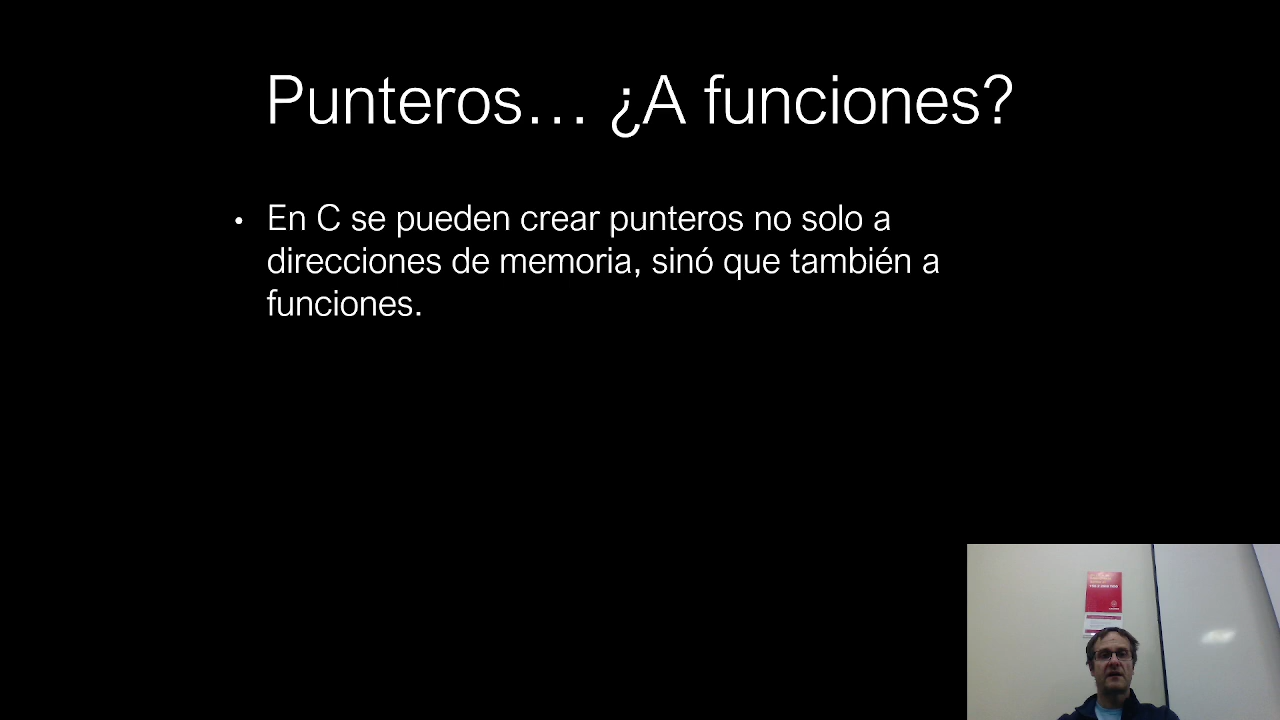 Punteros… ¿A funciones?
• En C se pueden crear punteros no solo a
direcciones de memoria, sinó que también a
funciones.